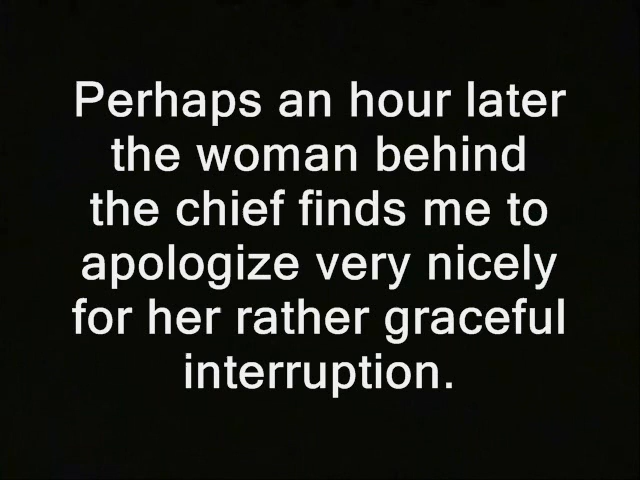 Perhaps an hour later
the woman behind
the chief finds me to
apologize very nicely
for her rather graceful
interruption.